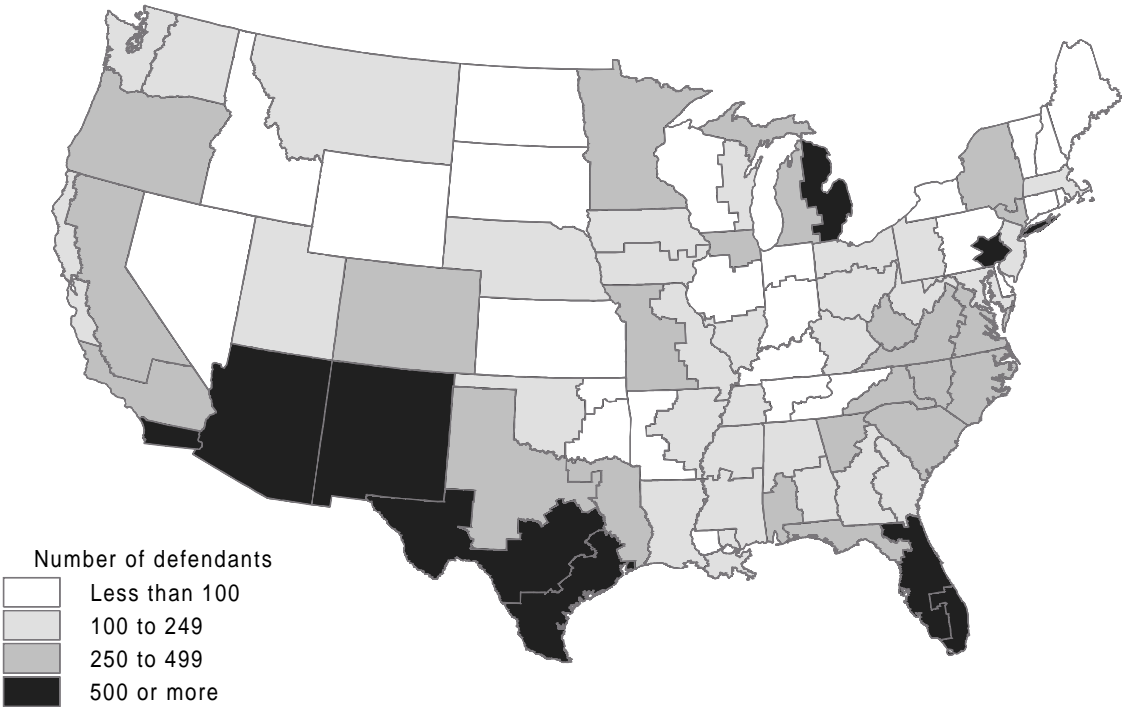 Number of defendants
Less than 100
100 to 249
250 to 499
500 or more